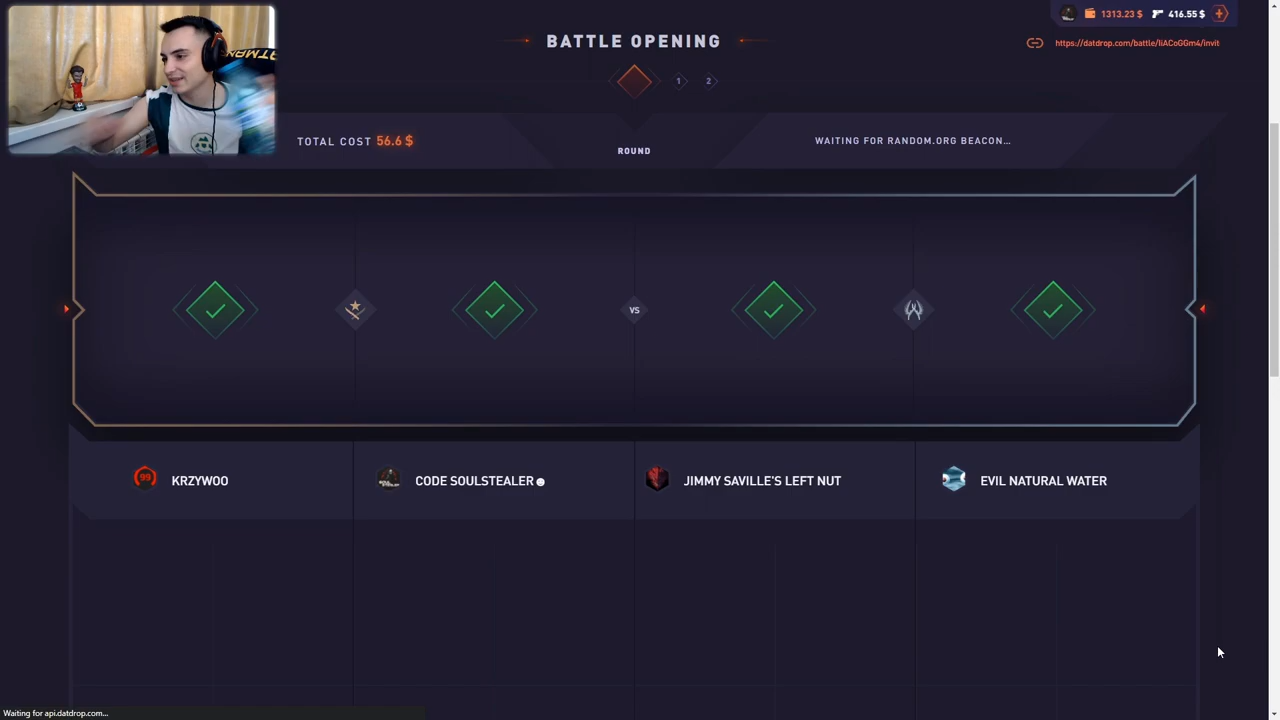 1313.23 $ 416.55 $
BATTLE OPENING
https://datdrop.com/battle/IiACoGGm4/invit
1 2
TOTAL COST 56.6 $
ROUND
WAITING FOR RANDOM.ORG BEACON...
VS
99
KRZYWOO
CODE SOULSTEALER
JIMMY SAVILLE'S LEFT NUT
EVIL NATURAL WATER
Waiting for api.datdrop.com...